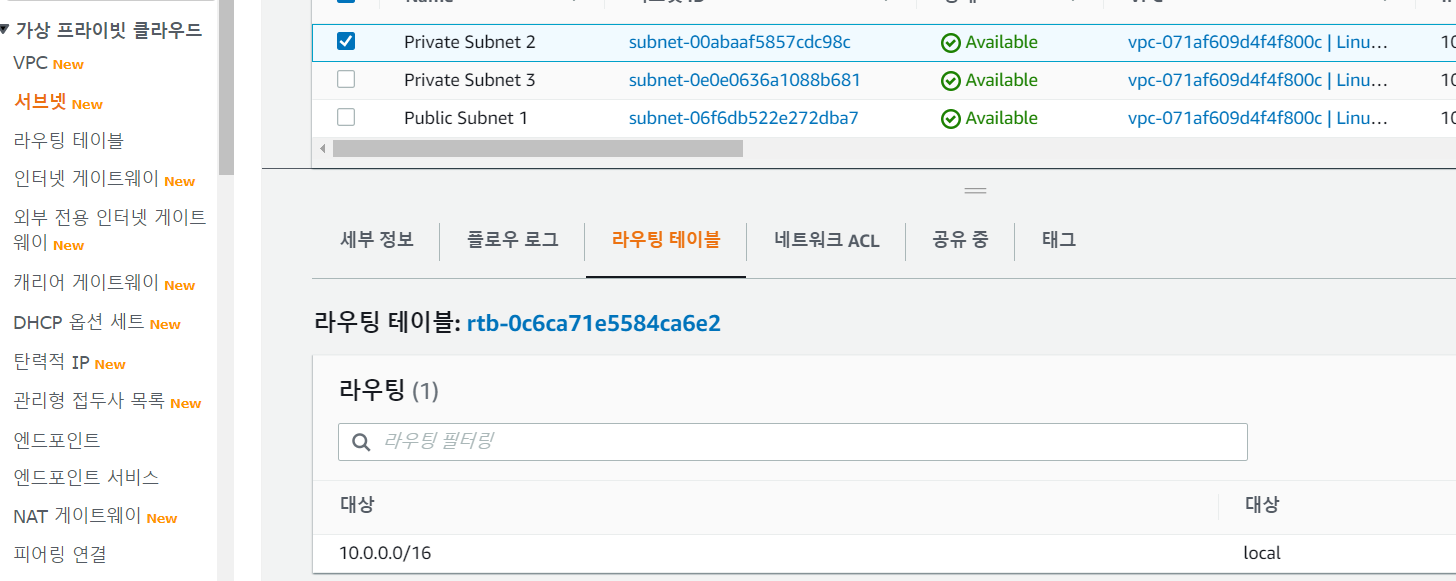 가상 프라이빗 클라우드
VPC New
서브넷 New
라우팅 테이블
인터넷 게이트웨이 New
외부 전용 인터넷 게이트
웨이 New
캐리어 게이트웨이 New
DHCP 옵션 세트 New
탄력적 IP New
관리형 접두사 목록 New
엔드포인트
엔드포인트 서비스
NAT 게이트웨이 New
피어링 연결
Private Subnet 2 subnet-00abaaf5857cdc98c Available vpc-071af609d4f4f800c | Linu... 10
Private Subnet 3 subnet-0e0e0636a1088b681 Available vpc-071af609d4f4f800c | Linu... 10
Public Subnet 1 subnet-06f6db522e272dba7 Available vpc-071af609d4f4f800c | Linu... 10
세부 정보 플로우 로그 라우팅 테이블 네트워크 ACL 공유 중 태그
라우팅 테이블: rtb-0c6ca71e5584ca6e2
라우팅 (1)
라우팅 필터링
대상 대상
10.0.0.0/16 local